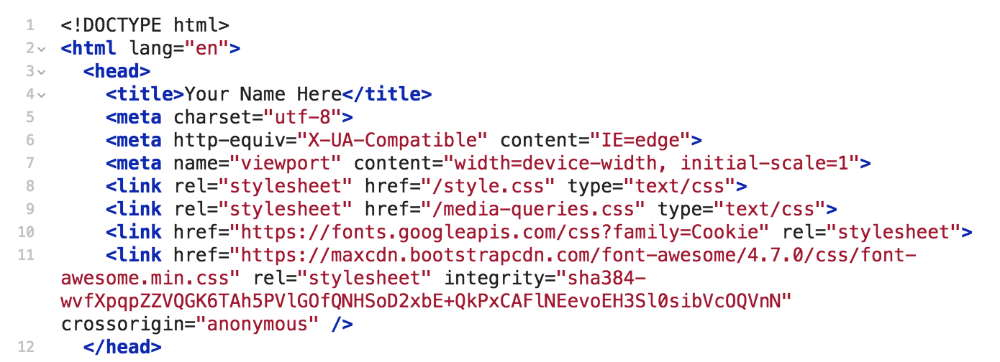 1 <!DOCTYPE html>
2 <html lang="en">
3 <head>
4 <title>Your Name Here</title>
5 <meta charset="utf-8">
6 <meta http-equiv="X-UA-Compatible" content="IE=edge">
7 <meta name="viewport" content="width=device-width, initial-scale=1">
8 <link rel="stylesheet" href="/style.css" type="text/css">
9 <link rel="stylesheet" href="/media-queries.css" type="text/css">
10 <link href="https://fonts.googleapis.com/css?family=Cookie" rel="stylesheet">
11 <link href="https://maxcdn.bootstrapcdn.com/font-awesome/4.7.0/css/font-
awesome.min.css" rel="stylesheet" integrity="sha384-
wvfXpqpZZVQGK6TAh5PVlGOfQNHSoD2xbE+QkPxCAFlNEevoEH3Sl0sibVcOQVnN"
crossorigin="anonymous" />
12 </head>